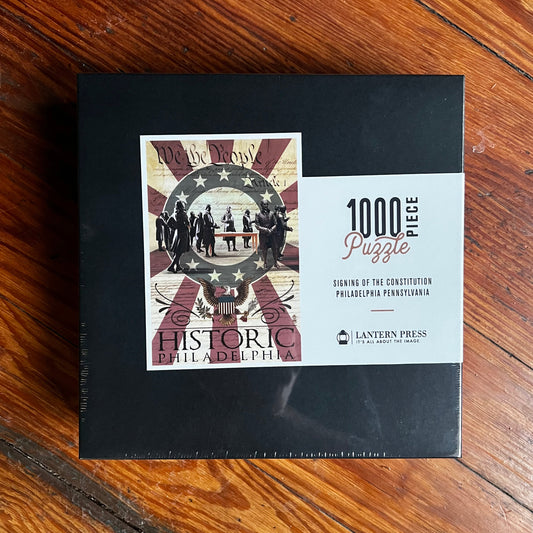 We the People
Article 1
HISTORIC
PHILADELPHIA
1000
PIECE
Puzzle
SIGNING OF THE CONSTITUTION
PHILADELPHIA PENNSYLVANIA
LANTERN PRESS
IT'S ALL ABOUT THE IMAGE.